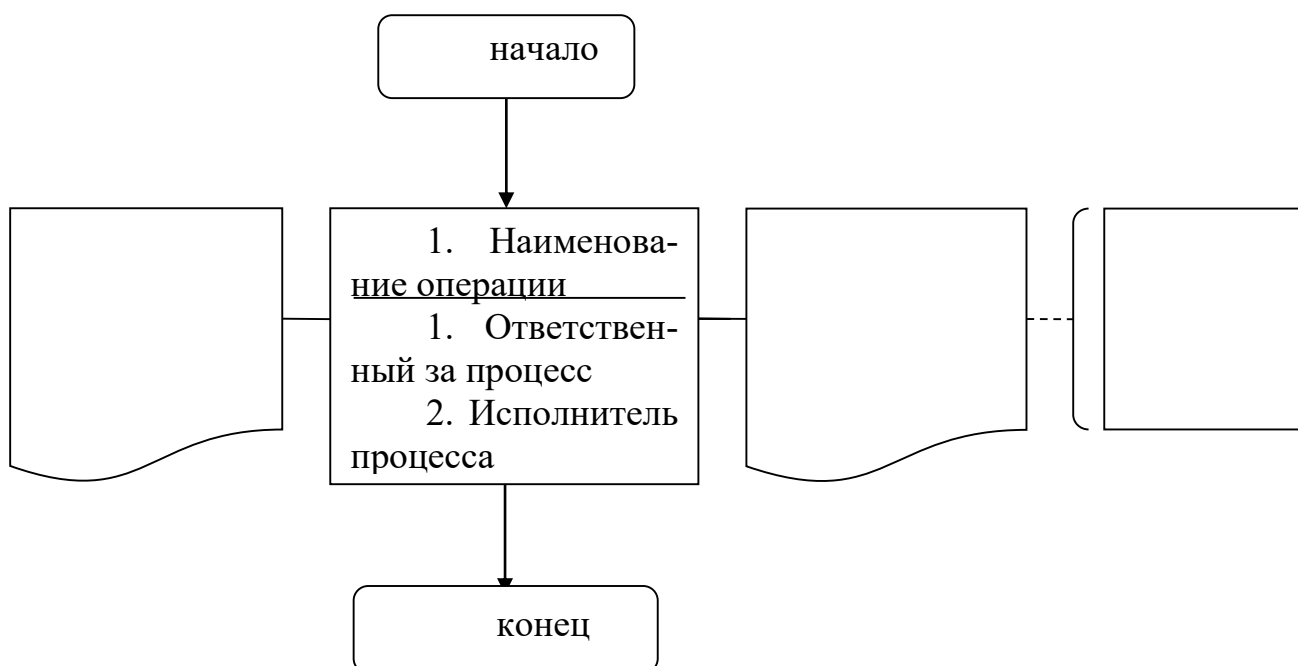 начало
1. Наименова-
ние операции
1. Ответствен-
ный за процесс
2. Исполнитель
процесса
конец